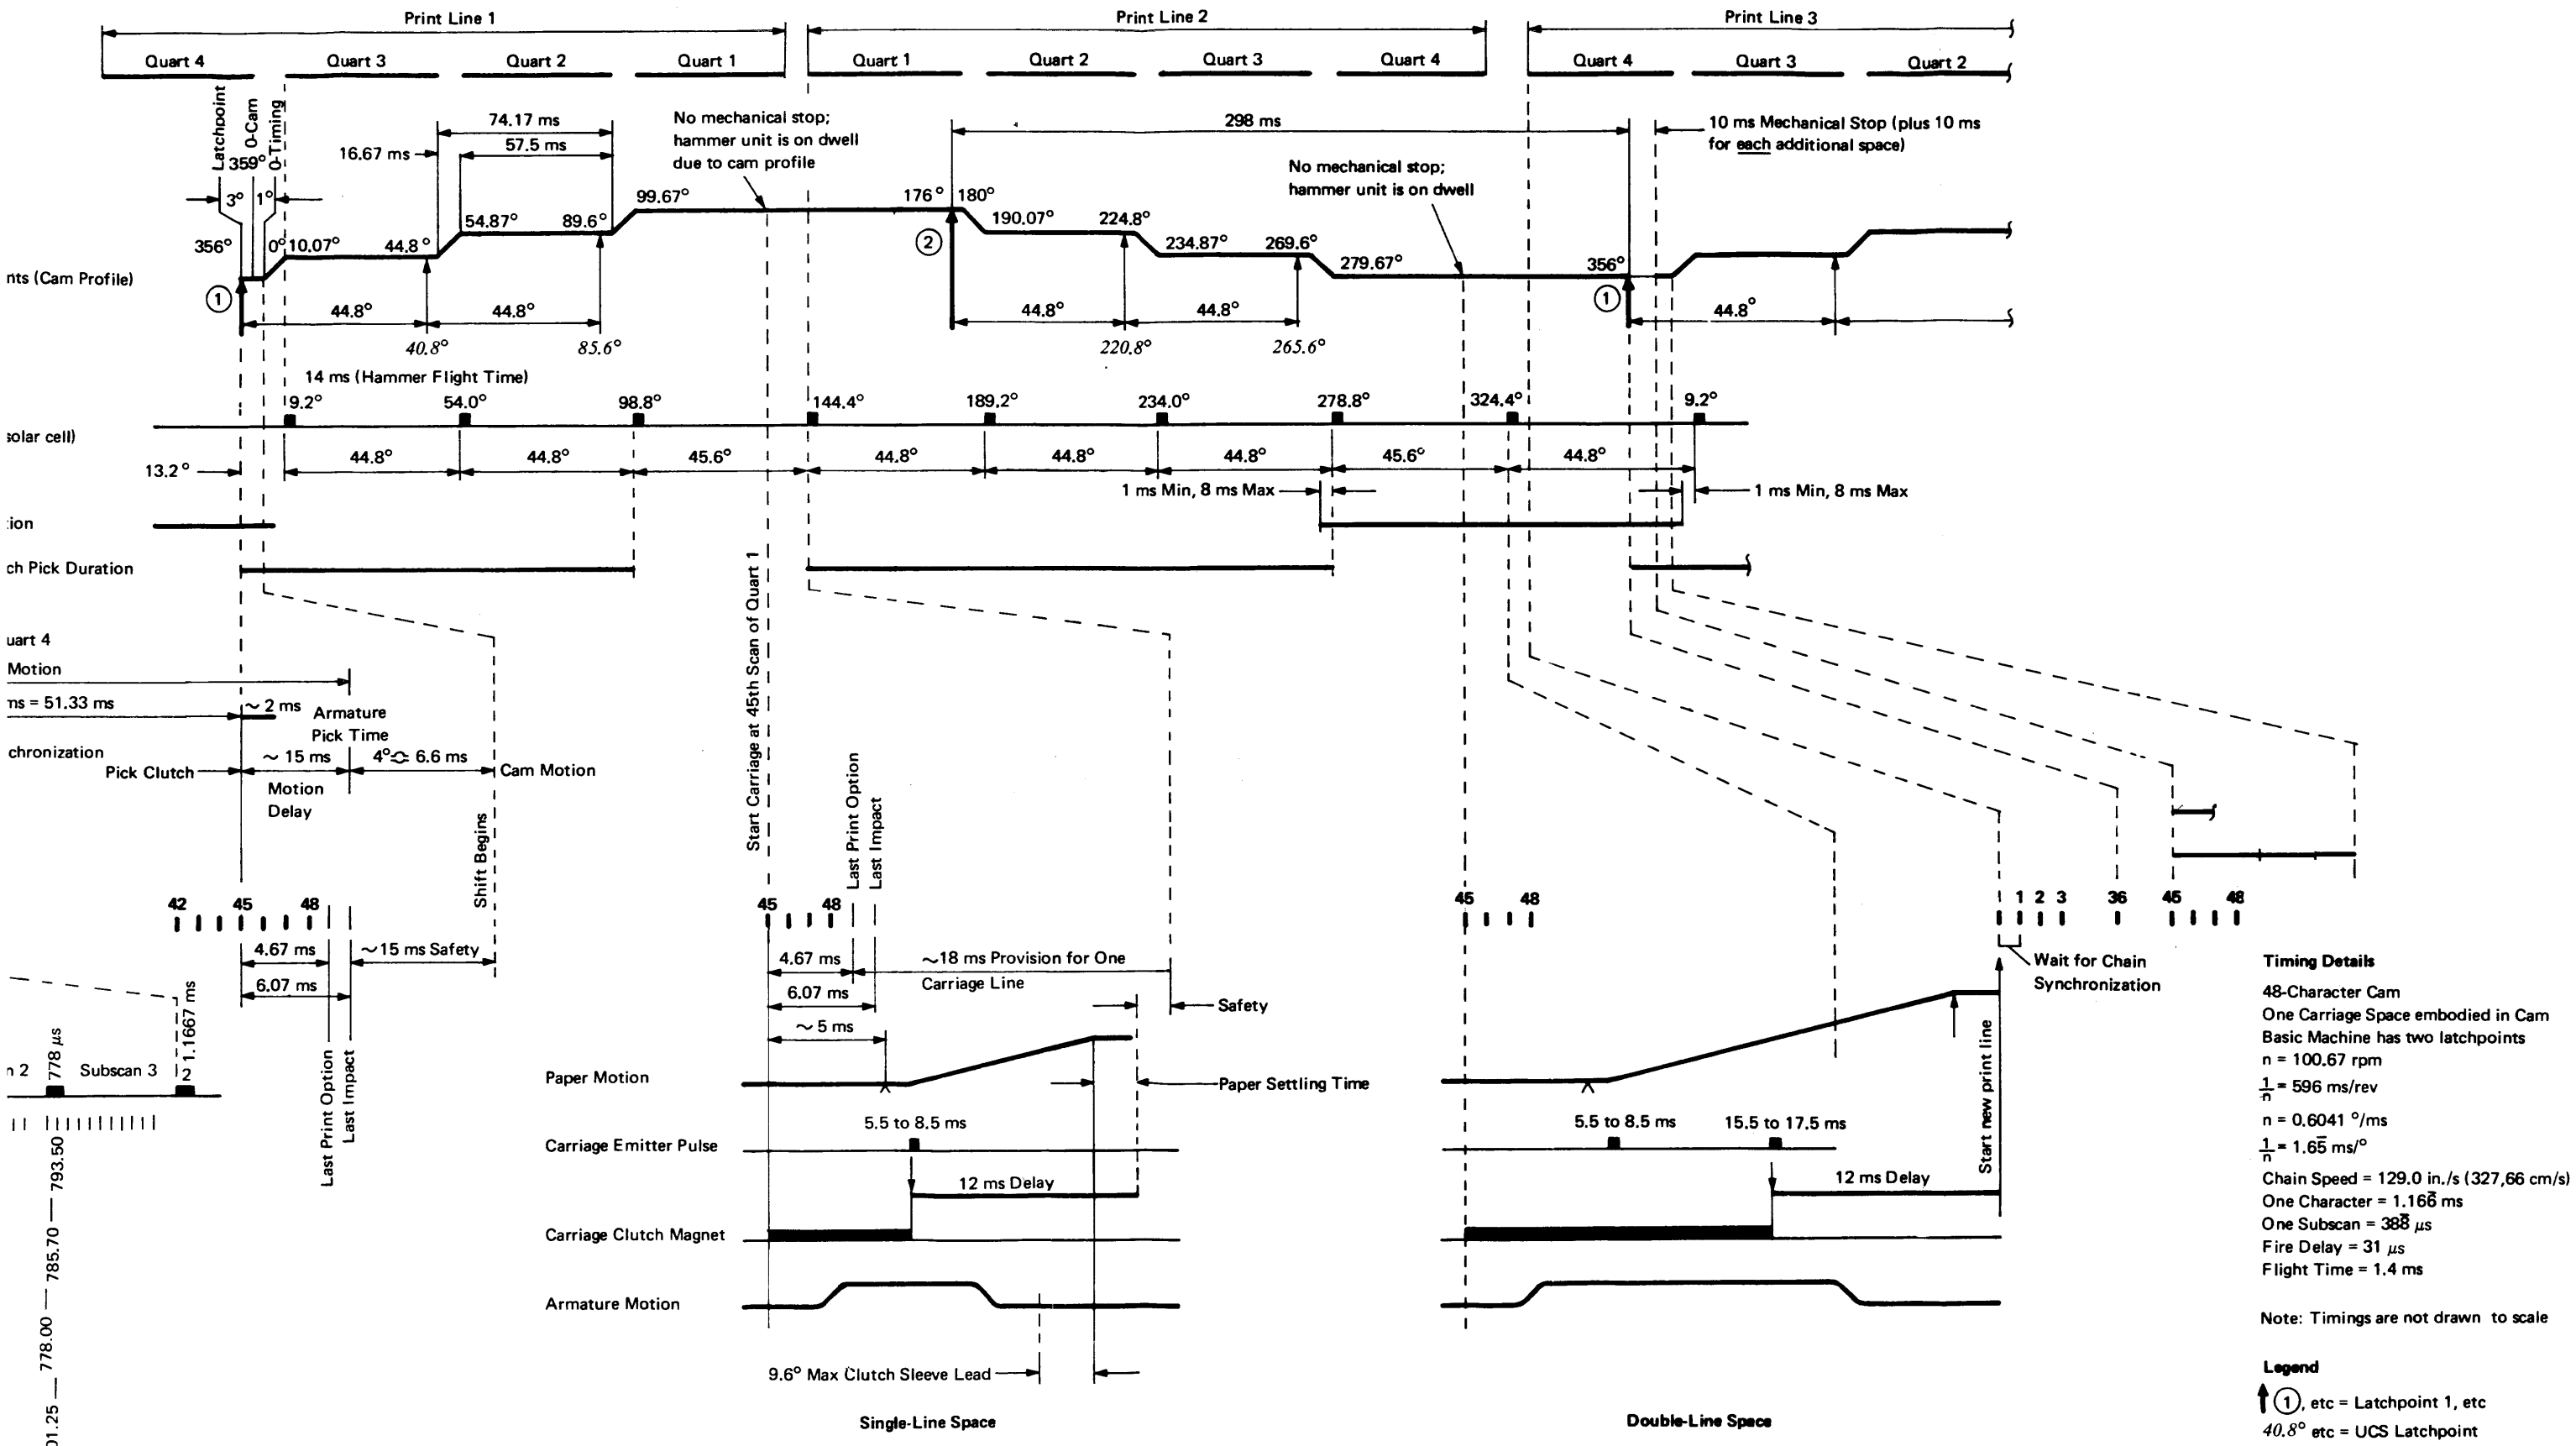 Print Line 1
Print Line 2
Print Line 3
Quart 4
Quart 3
Quart 2
Quart 1
Quart 1
Quart 2
Quart 3
Quart 4
Quart 4
Quart 3
Quart 2
Latchpoint
0-Cam
0-Timing
359°
3°
1°
16.67 ms
74.17 ms
57.5 ms
No mechanical stop;
hammer unit is on dwell
due to cam profile
298 ms
10 ms Mechanical Stop (plus 10 ms
for each additional space)
No mechanical stop;
hammer unit is on dwell
356°
0°
10.07°
44.8°
54.87°
89.6°
99.67°
176°
180°
190.07°
224.8°
234.87°
269.6°
279.67°
356°
nts (Cam Profile)
1
2
1
44.8°
44.8°
44.8°
44.8°
44.8°
40.8°
85.6°
220.8°
265.6°
14 ms (Hammer Flight Time)
9.2°
54.0°
98.8°
144.4°
189.2°
234.0°
278.8°
324.4°
9.2°
solar cell)
13.2°
44.8°
44.8°
45.6°
44.8°
44.8°
44.8°
45.6°
44.8°
1 ms Min, 8 ms Max
1 ms Min, 8 ms Max
tion
ch Pick Duration
uart 4
Motion
ms = 51.33 ms
~ 2 ms
Armature
Pick Time
chronization
Pick Clutch
~ 15 ms
4°≏ 6.6 ms
Cam Motion
Motion
Delay
Shift Begins
Start Carriage at 45th Scan of Quart 1
Last Print Option
Last Impact
42
45
48
4.67 ms
~15 ms Safety
6.07 ms
45
48
4.67 ms
~18 ms Provision for One
Carriage Line
6.07 ms
Safety
~ 5 ms
45
48
1
2
3
36
45
48
Wait for Chain
Synchronization
n 2
778 μs
Subscan 3
2
1.1667 ms
Last Print Option
Last Impact
01.25 — 778.00 — 785.70 — 793.50
Paper Motion
Paper Settling Time
Carriage Emitter Pulse
5.5 to 8.5 ms
5.5 to 8.5 ms
15.5 to 17.5 ms
Start new print line
12 ms Delay
12 ms Delay
Carriage Clutch Magnet
Armature Motion
9.6° Max Clutch Sleeve Lead
Single-Line Space
Double-Line Space
Timing Details
48-Character Cam
One Carriage Space embodied in Cam
Basic Machine has two latchpoints
n = 100.67 rpm
1/n = 596 ms/rev
n = 0.6041 °/ms
1/n = 1.65̅ ms/°
Chain Speed = 129.0 in./s (327,66 cm/s)
One Character = 1.166̅ ms
One Subscan = 388̅ μs
Fire Delay = 31 μs
Flight Time = 1.4 ms
Note: Timings are not drawn to scale
Legend
1, etc = Latchpoint 1, etc
40.8° etc = UCS Latchpoint